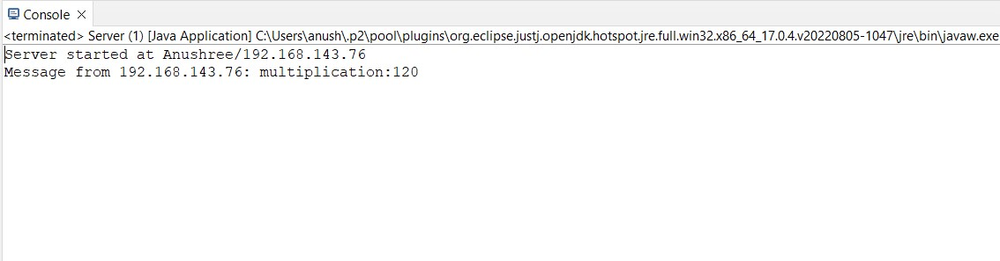 Console
<terminated> Server (1) [Java Application] C:\Users\anush\.p2\pool\plugins\org.eclipse.justj.openjdk.hotspot.jre.full.win32.x86_64_17.0.4.v20220805-1047\jre\bin\javaw.exe
Server started at Anushree/192.168.143.76
Message from 192.168.143.76: multiplication:120